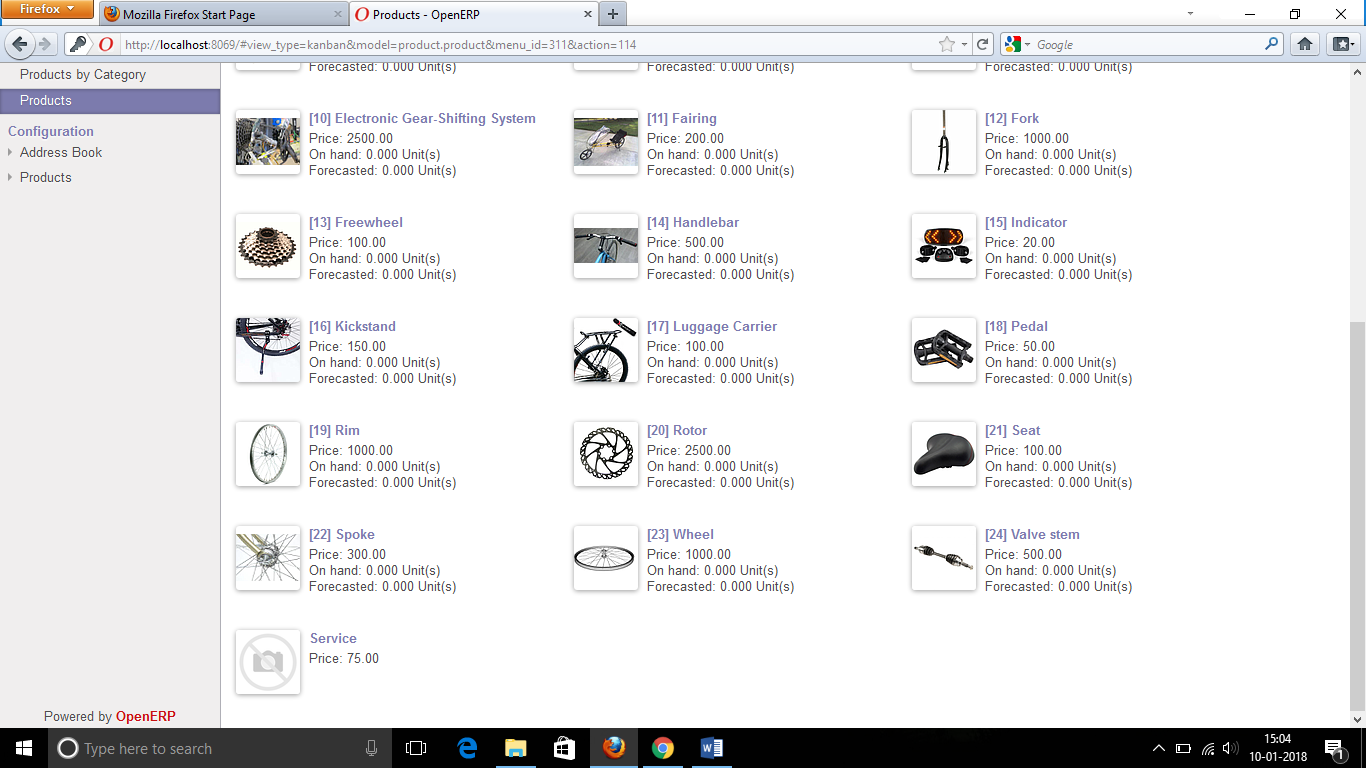 Firefox
Mozilla Firefox Start Page
Products - OpenERP
http://localhost:8069/#view_type=kanban&model=product.product&menu_id=311&action=114
Google
Products by Category
Products
Configuration
Address Book
Products
Powered by OpenERP
Forecasted: 0.000 Unit(s)
Forecasted: 0.000 Unit(s)
Forecasted: 0.000 Unit(s)
[10] Electronic Gear-Shifting System
Price: 2500.00
On hand: 0.000 Unit(s)
Forecasted: 0.000 Unit(s)
[11] Fairing
Price: 200.00
On hand: 0.000 Unit(s)
Forecasted: 0.000 Unit(s)
[12] Fork
Price: 1000.00
On hand: 0.000 Unit(s)
Forecasted: 0.000 Unit(s)
[13] Freewheel
Price: 100.00
On hand: 0.000 Unit(s)
Forecasted: 0.000 Unit(s)
[14] Handlebar
Price: 500.00
On hand: 0.000 Unit(s)
Forecasted: 0.000 Unit(s)
[15] Indicator
Price: 20.00
On hand: 0.000 Unit(s)
Forecasted: 0.000 Unit(s)
[16] Kickstand
Price: 150.00
On hand: 0.000 Unit(s)
Forecasted: 0.000 Unit(s)
[17] Luggage Carrier
Price: 100.00
On hand: 0.000 Unit(s)
Forecasted: 0.000 Unit(s)
[18] Pedal
Price: 50.00
On hand: 0.000 Unit(s)
Forecasted: 0.000 Unit(s)
[19] Rim
Price: 1000.00
On hand: 0.000 Unit(s)
Forecasted: 0.000 Unit(s)
[20] Rotor
Price: 2500.00
On hand: 0.000 Unit(s)
Forecasted: 0.000 Unit(s)
[21] Seat
Price: 100.00
On hand: 0.000 Unit(s)
Forecasted: 0.000 Unit(s)
[22] Spoke
Price: 300.00
On hand: 0.000 Unit(s)
Forecasted: 0.000 Unit(s)
[23] Wheel
Price: 1000.00
On hand: 0.000 Unit(s)
Forecasted: 0.000 Unit(s)
[24] Valve stem
Price: 500.00
On hand: 0.000 Unit(s)
Forecasted: 0.000 Unit(s)
Service
Price: 75.00
Type here to search
15:04
10-01-2018
1